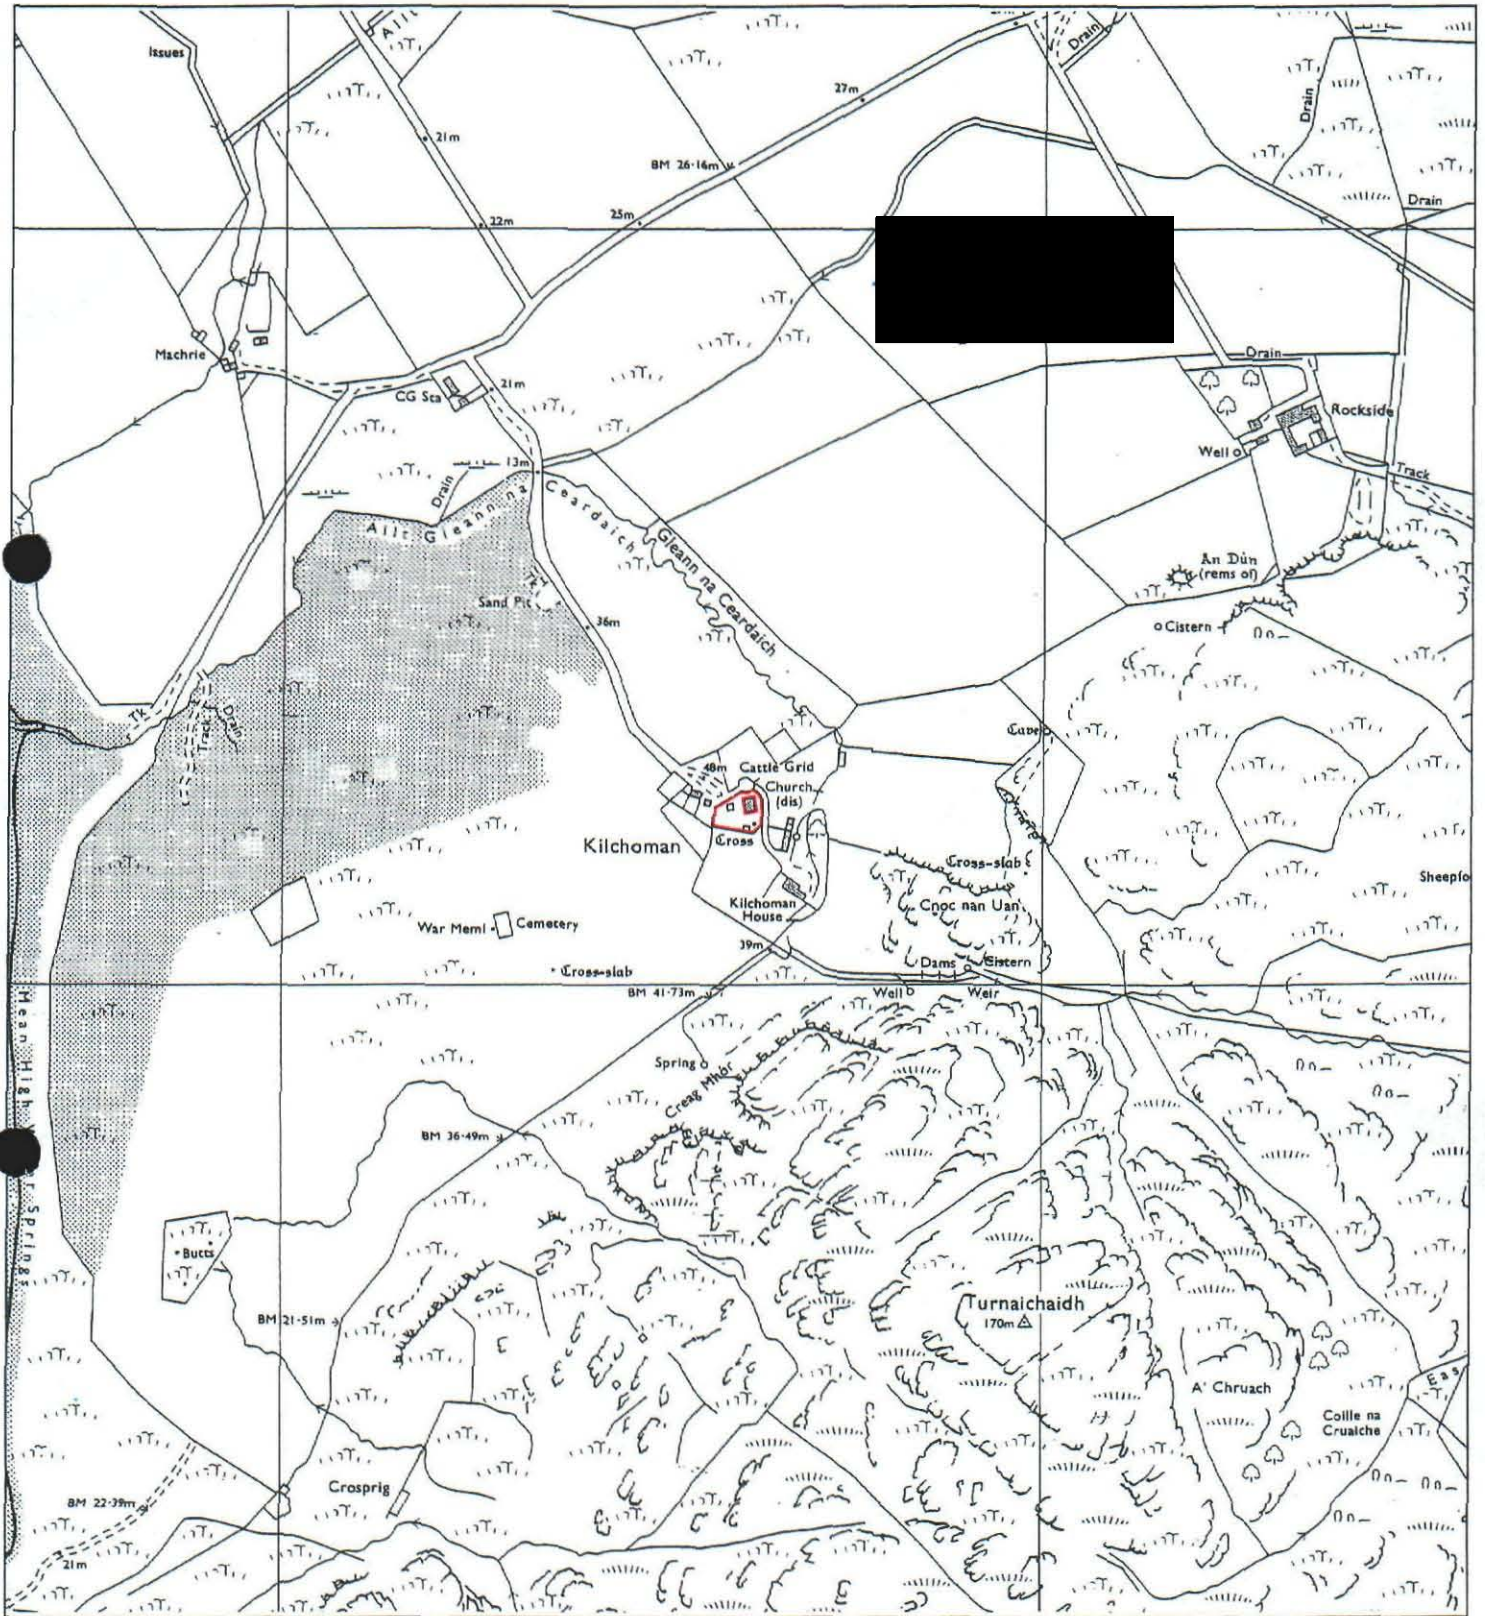 Allt
Issues
Drain
27m
Drain
21m
BM 26·16m
Drain
25m
22m
Machrie
Drain
21m
CG Sta
Rockside
Well
13m
Track
Drain
Allt Gleann na Ceardaich
Gleann na Ceardaich
An Dùn
(rems of)
Tk
Sand Pit
36m
Cistern
Tk
Track
Drain
Cave
48m Cattle Grid
Church
(dis)
Cross
Kilchoman
Cross-slab
Sheepfo
Kilchoman
House
Cnoc nan Uan
War Meml
Cemetery
39m
Cross-slab
Dams
Cistern
BM 41·73m
Well
Weir
Mean High Springs
Spring
Creag Mhór
BM 36·49m
Butts
Turnaichaidh
170m
BM 21·51m
A' Chruach
Eas
Coille na
Cruaiche
Crosprig
BM 22·39m
21m